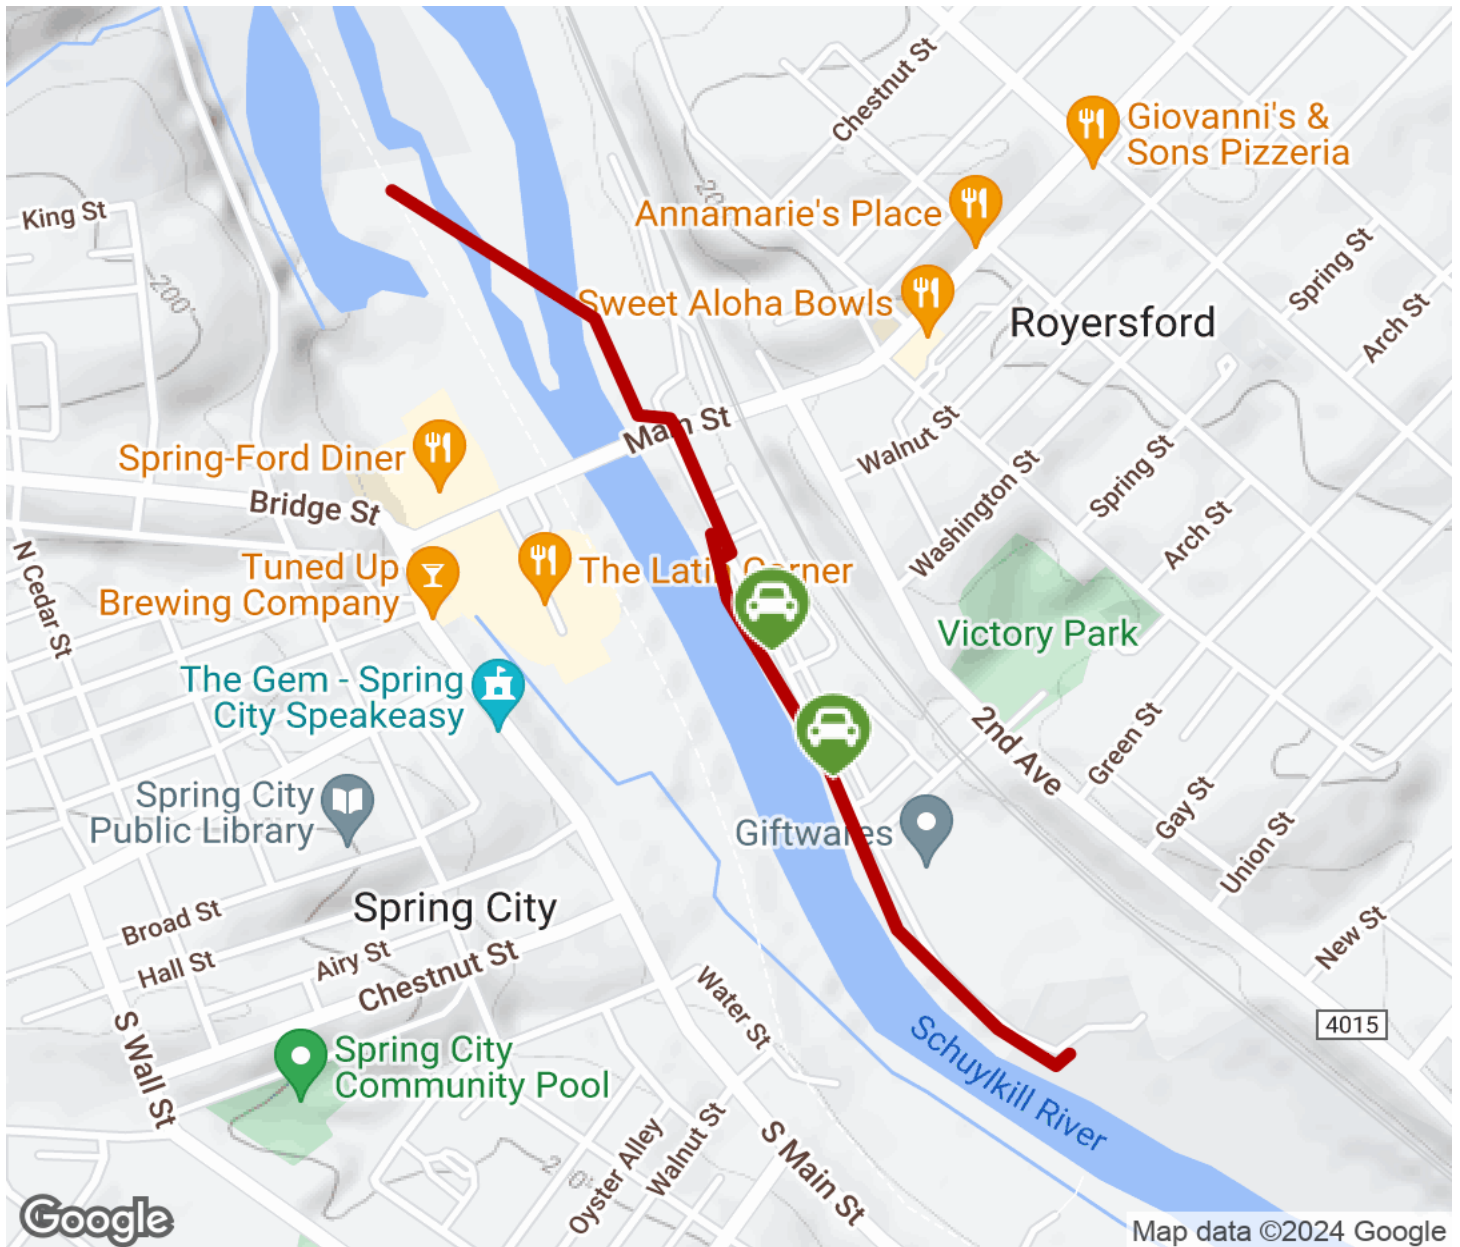 Chestnut St
Giovanni's &
Sons Pizzeria
King St
Annamarie's Place
Spring St
200'
Sweet Aloha Bowls
Royersford
Arch St
Main St
Walnut St
Spring-Ford Diner
Bridge St
Washington St
Spring St
Arch St
N Cedar St
Tuned Up
Brewing Company
The Latin Corner
Victory Park
The Gem - Spring
City Speakeasy
2nd Ave
Green St
Spring City
Public Library
Giftwares
Gay St
Union St
Spring City
Broad St
Hall St
Airy St
Chestnut St
New St
Water St
4015
S Wall St
Spring City
Community Pool
Schuylkill River
Oyster Alley
Walnut St
S Main St
Google
Map data ©2024 Google